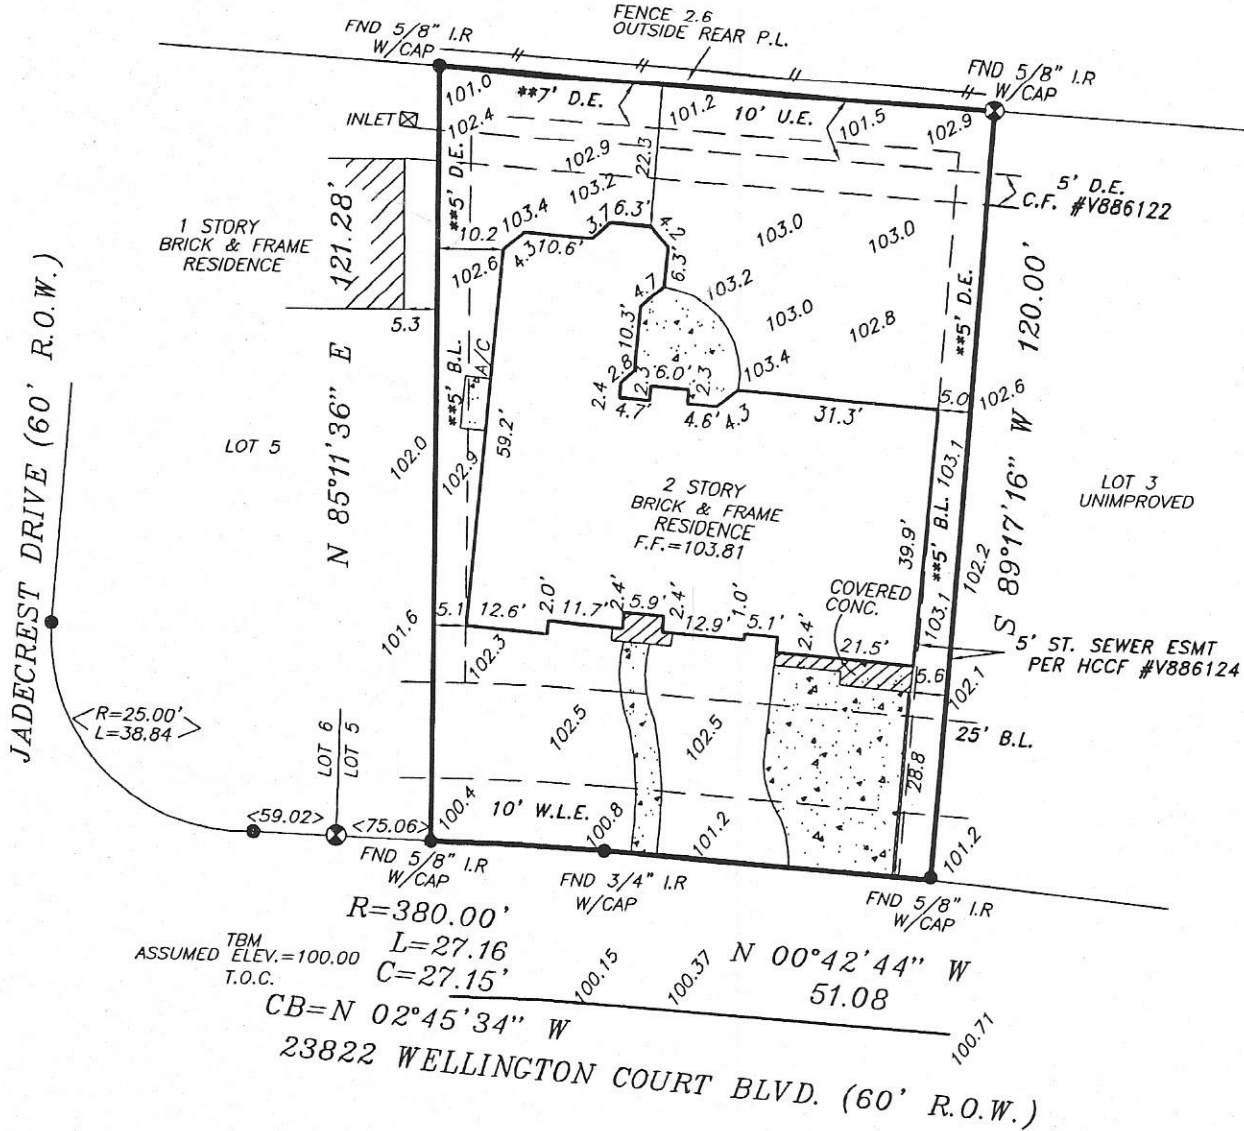 FENCE 2.6
OUTSIDE REAR P.L.
FND 5/8" I.R
W/CAP
FND 5/8" I.R
W/CAP
101.0
**7' D.E.
101.2
10' U.E.
101.5
102.9
INLET
102.4
102.9
22.3
**5' D.E.
5' D.E.
C.F. #V886122
103.2
103.4
3.7
6.3'
4.2
103.0
103.0
1 STORY
BRICK & FRAME
RESIDENCE
121.28'
10.2
4.3
10.6'
102.6
6.3'
4.7
103.2
103.0
102.8
**5' D.E.
120.00'
5.3
10.3'
103.4
**5' B.L.
A/C
2.8
2.4
2.3
6.0'
2.3
4.7'
4.6'
4.3
31.3'
5.0
102.6
JADECREST DRIVE (60' R.O.W.)
LOT 5
N 85°11'36" E
102.0
102.9
59.2'
103.1
S 89°17'16" W
LOT 3
UNIMPROVED
2 STORY
BRICK & FRAME
RESIDENCE
F.F.=103.81
39.9'
**5' B.L.
102.2
COVERED
CONC.
101.6
5.1
12.6'
2.0'
11.7'
2.4'
5.9'
2.4'
12.9'
1.0'
5.1'
2.4'
21.5'
103.1
5' ST. SEWER ESMT
PER HCCF #V886124
102.3
5.6
102.1
<R=25.00'>
L=38.84
LOT 6
LOT 5
102.5
102.5
25' B.L.
28.8
<59.02>
<75.06>
100.4
10' W.L.E.
100.8
101.2
101.2
FND 5/8" I.R
W/CAP
FND 3/4" I.R
W/CAP
FND 5/8" I.R
W/CAP
R=380.00'
L=27.16
C=27.15'
CB=N 02°45'34" W
TBM
ASSUMED ELEV.=100.00
T.O.C.
100.15
100.37
N 00°42'44" W
51.08
100.71
23822 WELLINGTON COURT BLVD. (60' R.O.W.)